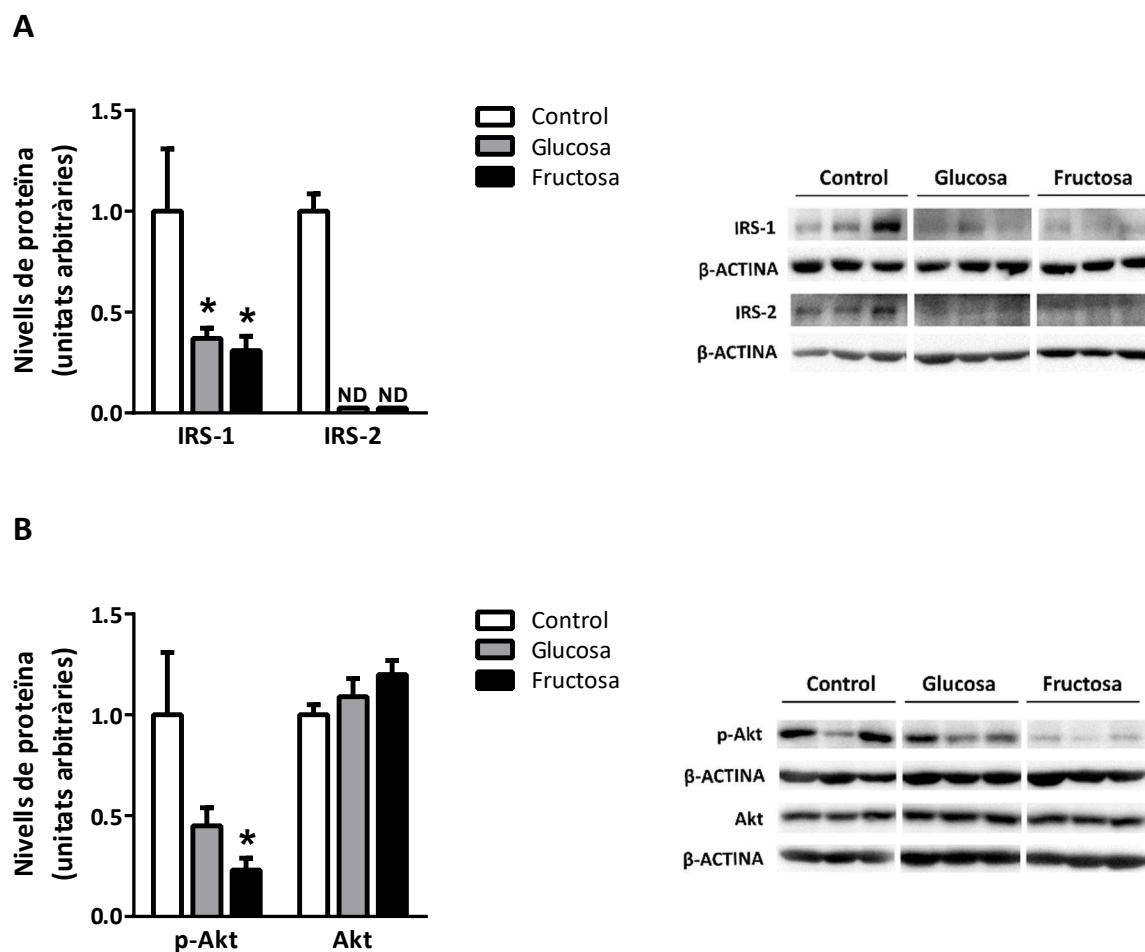 A
Nivells de proteïna
(unitats arbitràries)
1.5
1.0
0.5
0.0
* *
ND ND
IRS-1 IRS-2
Control
Glucosa
Fructosa
Control Glucosa Fructosa
IRS-1
β-ACTINA
IRS-2
β-ACTINA
B
Nivells de proteïna
(unitats arbitràries)
1.5
1.0
0.5
0.0
*
p-Akt Akt
Control
Glucosa
Fructosa
Control Glucosa Fructosa
p-Akt
β-ACTINA
Akt
β-ACTINA